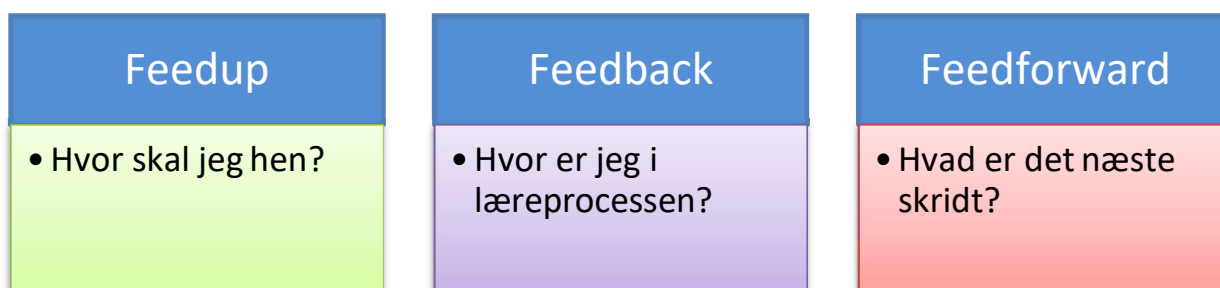 Feedup
• Hvor skal jeg hen?
Feedback
• Hvor er jeg i
læreprocessen?
Feedforward
• Hvad er det næste
skridt?